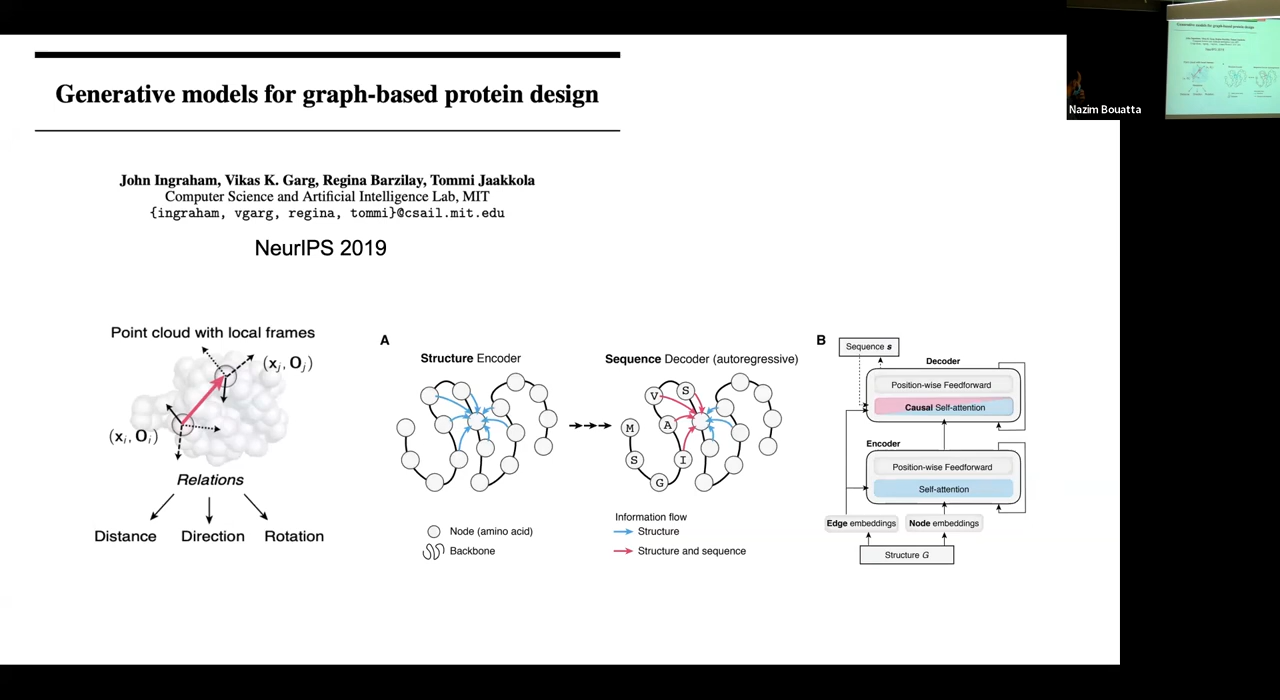 Generative models for graph-based protein design
John Ingraham, Vikas K. Garg, Regina Barzilay, Tommi Jaakkola
Computer Science and Artificial Intelligence Lab, MIT
{ingraham, vgarg, regina, tommi}@csail.mit.edu
NeurIPS 2019
Nazim Bouatta
Point cloud with local frames
(xⱼ, Oⱼ)
(xᵢ, Oᵢ)
Relations
Distance Direction Rotation
A
Structure Encoder
Sequence Decoder (autoregressive)
V S
M A
S I
G
Node (amino acid)
Backbone
Information flow
Structure
Structure and sequence
B
Sequence s
Decoder
Position-wise Feedforward
Causal Self-attention
Encoder
Position-wise Feedforward
Self-attention
Edge embeddings Node embeddings
Structure G